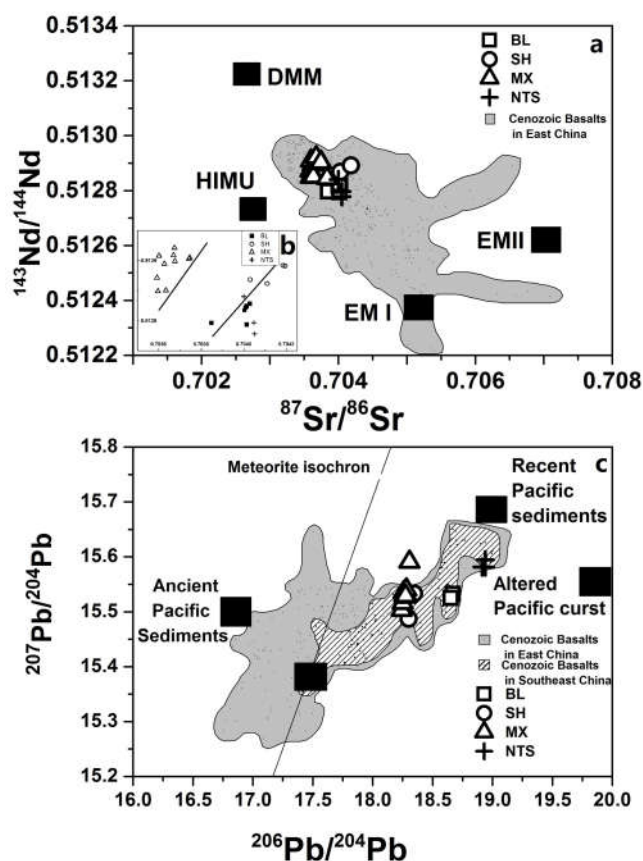 0.5134
0.5132
0.5130
0.5128
0.5126
0.5124
0.5122
¹⁴³Nd/¹⁴⁴Nd
a
DMM
HIMU
EMII
EM I
BL
SH
MX
NTS
Cenozoic Basalts
in East China
b
BL
SH
MX
NTS
0.702
0.704
0.706
0.708
⁸⁷Sr/⁸⁶Sr
15.8
15.7
15.6
15.5
15.4
15.3
15.2
²⁰⁷Pb/²⁰⁴Pb
c
Meteorite isochron
Recent
Pacific
sediments
Ancient
Pacific
Sediments
Altered
Pacific curst
Cenozoic Basalts
in East China
Cenozoic Basalts
in Southeast China
BL
SH
MX
NTS
16.0 16.5 17.0 17.5 18.0 18.5 19.0 19.5 20.0
²⁰⁶Pb/²⁰⁴Pb